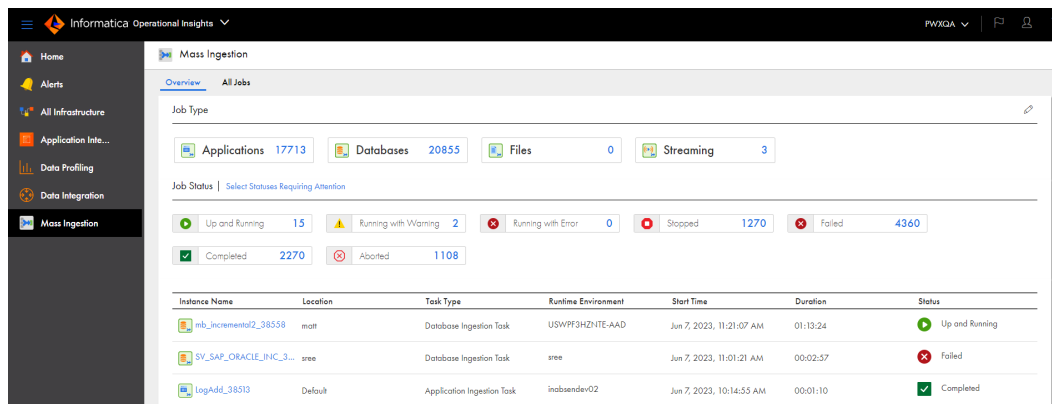 Informatica Operational Insights
PWXQA
Home
Alerts
All Infrastructure
Application Inte...
Data Profiling
Data Integration
Mass Ingestion
Mass Ingestion
Overview All Jobs
Job Type
Applications 17713 Databases 20855 Files 0 Streaming 3
Job Status | Select Statuses Requiring Attention
Up and Running 15 Running with Warning 2 Running with Error 0 Stopped 1270 Failed 4360
Completed 2270 Aborted 1108
Instance Name Location Task Type Runtime Environment Start Time Duration Status
mb_incremental2_38558 matt Database Ingestion Task USWPF3HZNTE-AAD Jun 7, 2023, 11:21:07 AM 01:13:24 Up and Running
SV_SAP_ORACLE_INC_3... sree Database Ingestion Task sree Jun 7, 2023, 11:01:21 AM 00:02:57 Failed
LogAdd_38513 Default Application Ingestion Task inabsendev02 Jun 7, 2023, 10:14:55 AM 00:01:10 Completed